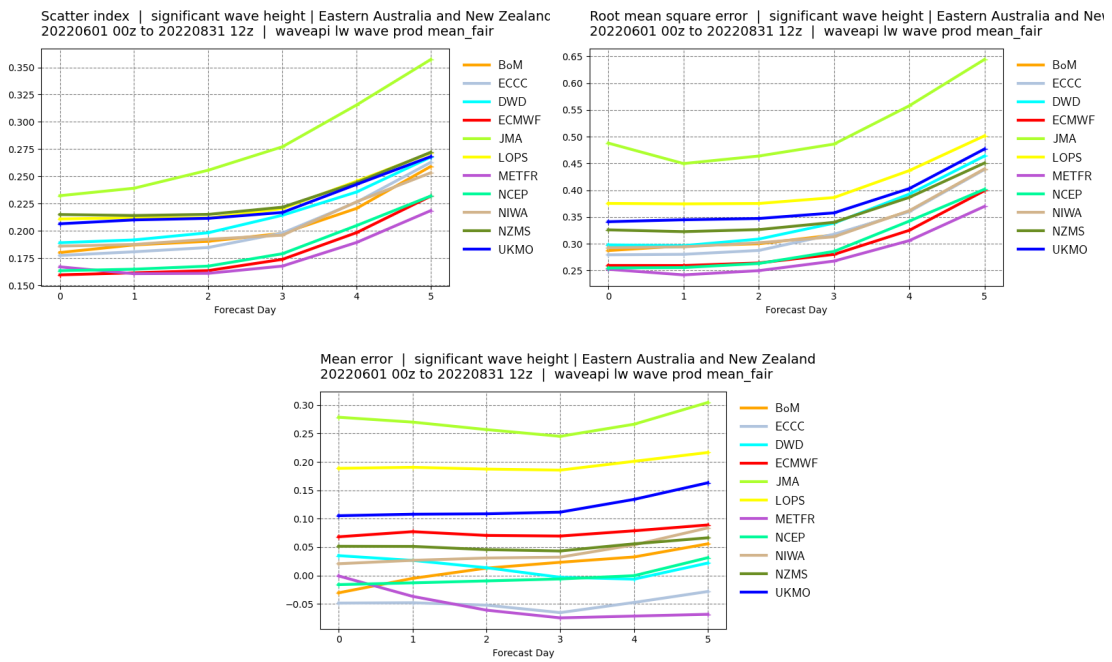 Scatter index | significant wave height | Eastern Australia and New Zealanc
20220601 00z to 20220831 12z | waveapi lw wave prod mean_fair
0.350
0.325
0.300
0.275
0.250
0.225
0.200
0.175
0.150
0 1 2 3 4 5
Forecast Day
BoM
ECCC
DWD
ECMWF
JMA
LOPS
METFR
NCEP
NIWA
NZMS
UKMO
Root mean square error | significant wave height | Eastern Australia and Nev
20220601 00z to 20220831 12z | waveapi lw wave prod mean_fair
0.65
0.60
0.55
0.50
0.45
0.40
0.35
0.30
0.25
0 1 2 3 4 5
Forecast Day
BoM
ECCC
DWD
ECMWF
JMA
LOPS
METFR
NCEP
NIWA
NZMS
UKMO
Mean error | significant wave height | Eastern Australia and New Zealand
20220601 00z to 20220831 12z | waveapi lw wave prod mean_fair
0.30
0.25
0.20
0.15
0.10
0.05
0.00
−0.05
0 1 2 3 4 5
Forecast Day
BoM
ECCC
DWD
ECMWF
JMA
LOPS
METFR
NCEP
NIWA
NZMS
UKMO